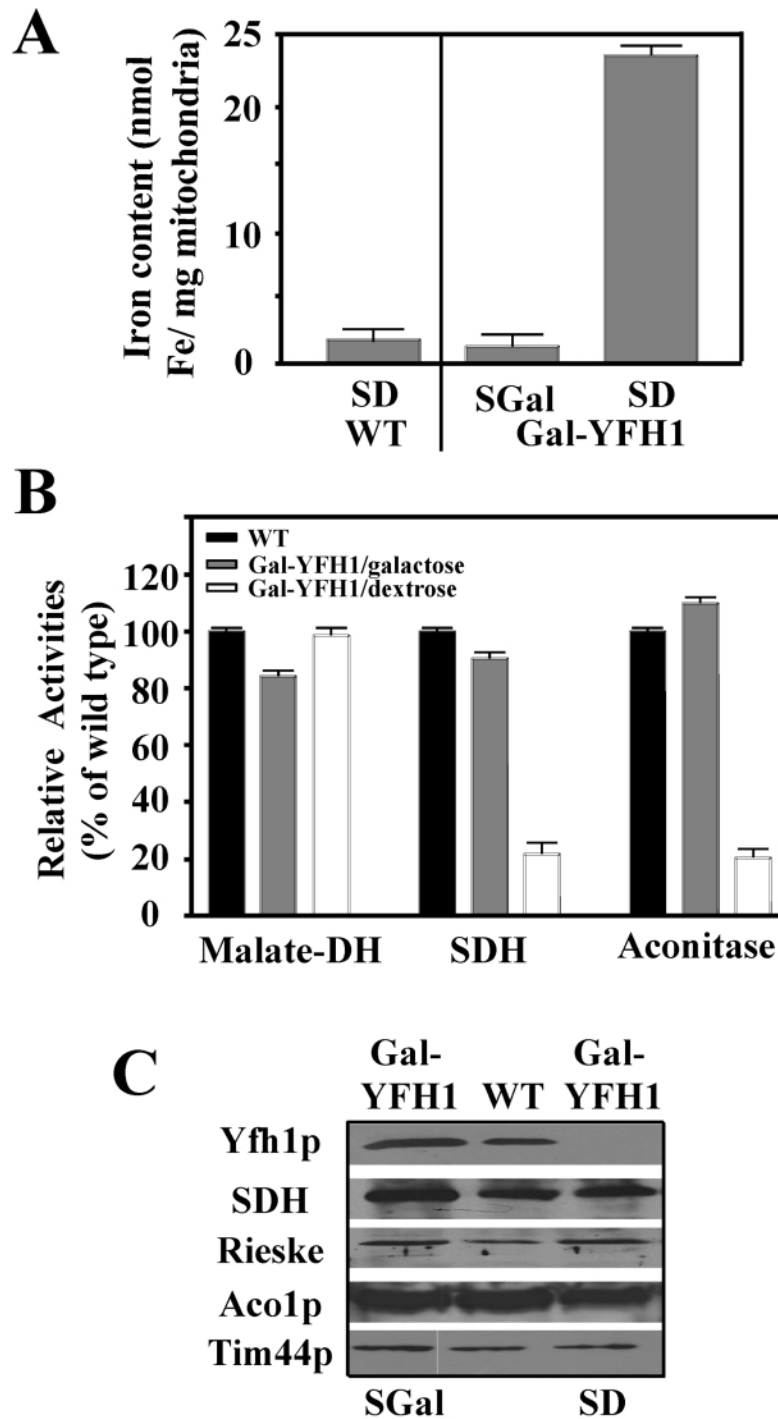 A
Iron content (nmol
Fe/ mg mitochondria)
25
20
10
0
SD
WT
SGal
SD
Gal-YFH1
B
WT
Gal-YFH1/galactose
Gal-YFH1/dextrose
Relative Activities
(% of wild type)
120
100
80
60
40
20
0
Malate-DH
SDH
Aconitase
C
Gal-
YFH1
WT
Gal-
YFH1
Yfh1p
SDH
Rieske
Aco1p
Tim44p
SGal
SD